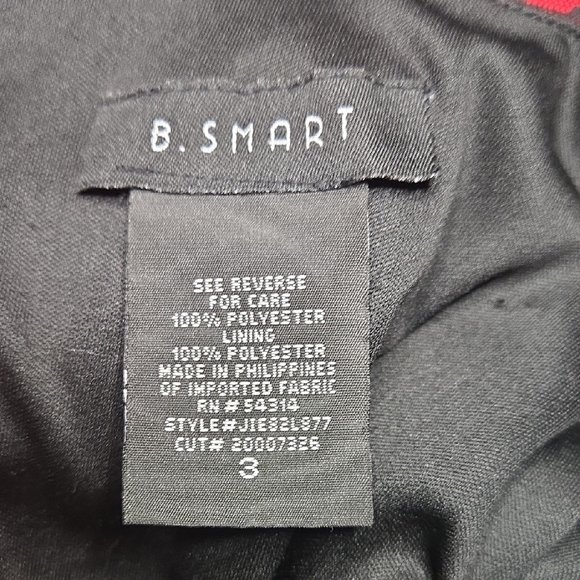 B. SMART
SEE REVERSE
FOR CARE
100% POLYESTER
LINING
100% POLYESTER
MADE IN PHILIPPINES
OF IMPORTED FABRIC
RN #54314
STYLE#JIE82L877
CUT# 20007326
3